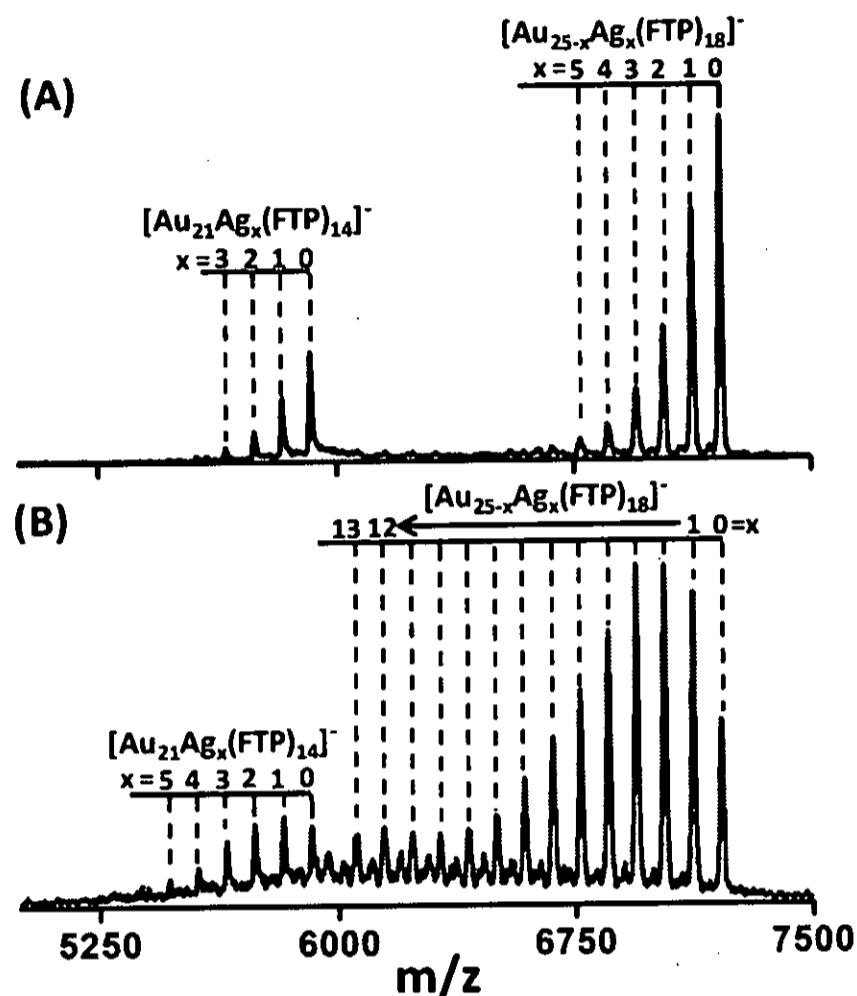 [Au₂₅₋ₓAgₓ(FTP)₁₈]⁻
x = 5 4 3 2 1 0
(A)
[Au₂₁Agₓ(FTP)₁₄]⁻
x = 3 2 1 0
[Au₂₅₋ₓAgₓ(FTP)₁₈]⁻
(B)
13 12 1 0=x
[Au₂₁Agₓ(FTP)₁₄]⁻
x = 5 4 3 2 1 0
5250 6000 6750 7500
m/z